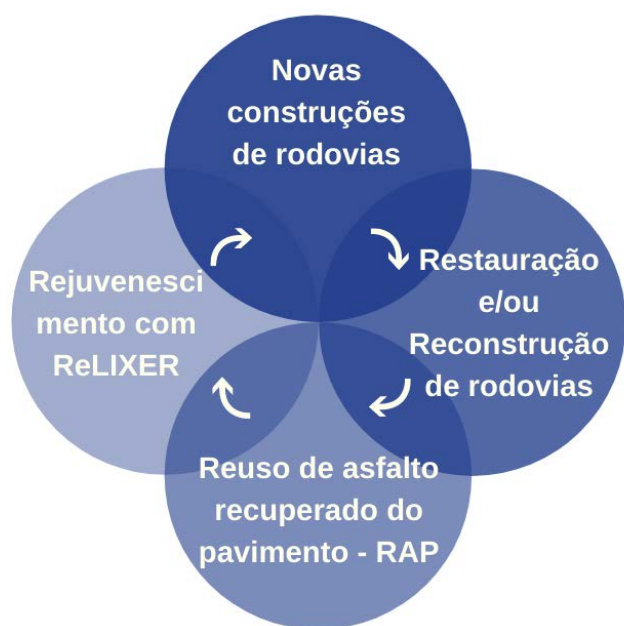 Novas
construções
de rodovias
Restauração
e/ou
Reconstrução
de rodovias
Reuso de asfalto
recuperado do
pavimento - RAP
Rejuvenesci
mento com
ReLIXER